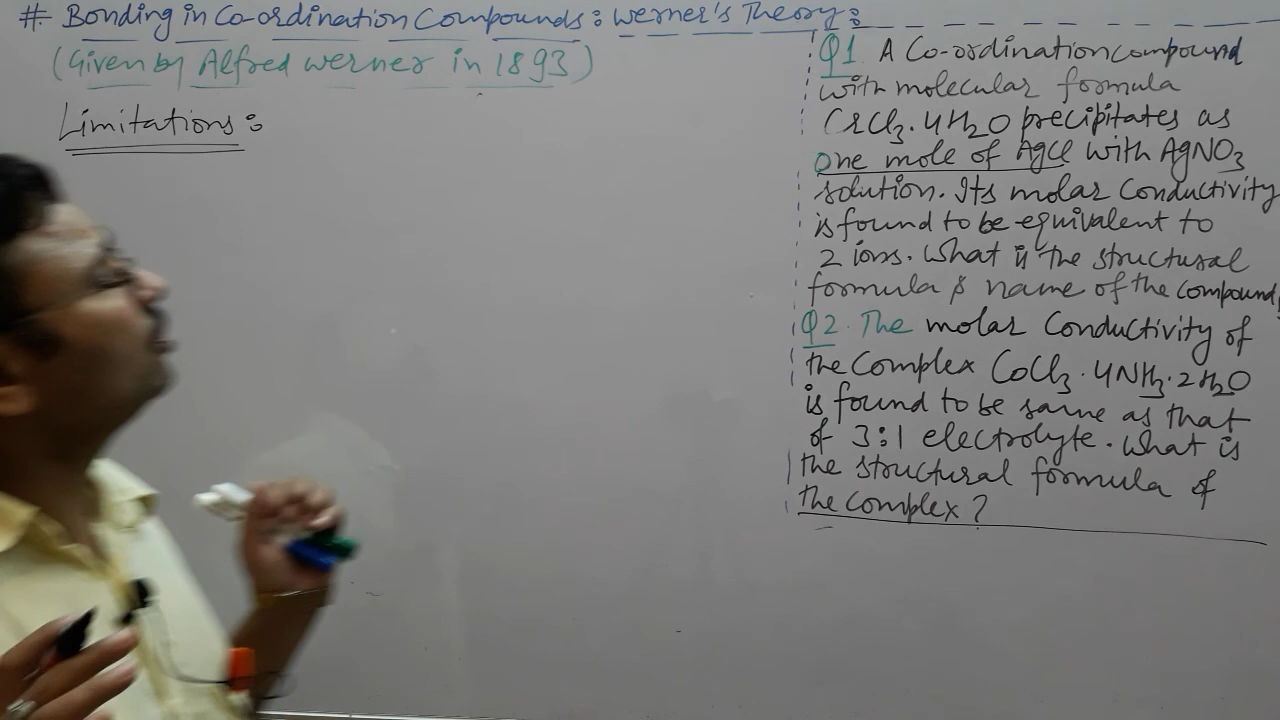 # Bonding in Co-ordination Compounds: Werner's Theory:
(Given by Alfred Werner in 1893)
Limitations:
Q1. A Co-ordination compound
with molecular formula
CrCl3.4H2O precipitates as
one mole of AgCl with AgNO3
solution. Its molar conductivity
is found to be equivalent to
2 ions. What is the structural
formula & name of the compound,
Q2. The molar Conductivity of
the Complex CoCl3.4NH3.2H2O
is found to be same as that
of 3:1 electrolyte. What is
the structural formula of
the complex?